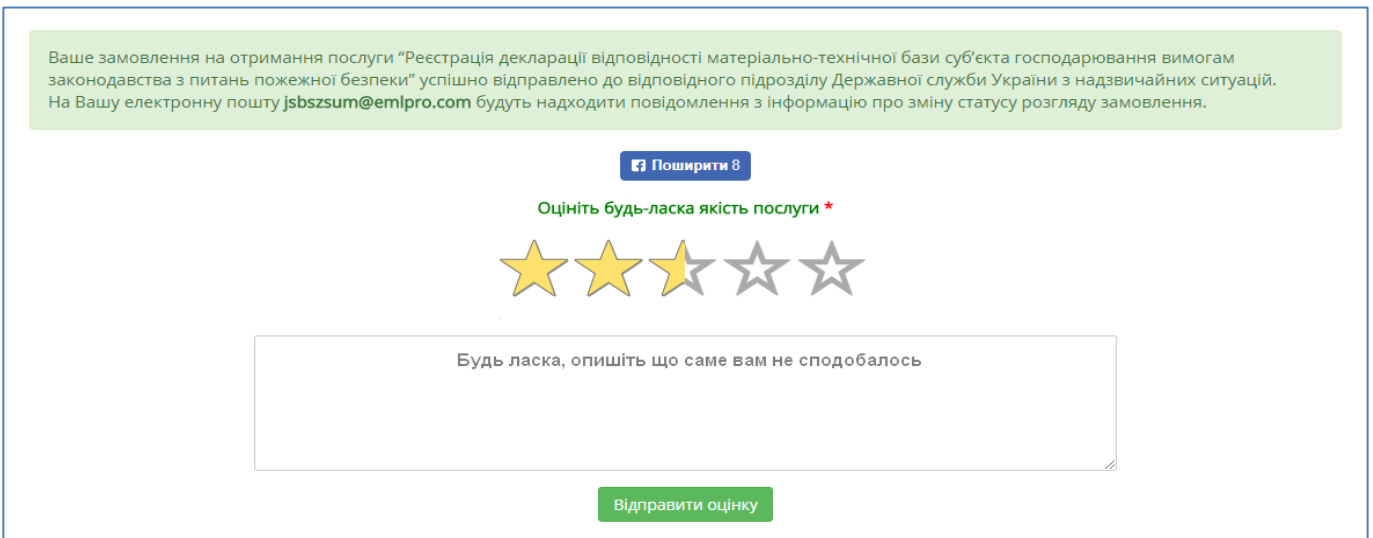 Ваше замовлення на отримання послуги “Реєстрація декларації відповідності матеріально-технічної бази суб’єкта господарювання вимогам
законодавства з питань пожежної безпеки” успішно відправлено до відповідного підрозділу Державної служби України з надзвичайних ситуацій.
На Вашу електронну пошту jsbszsum@emlpro.com будуть надходити повідомлення з інформацію про зміну статусу розгляду замовлення.
Поширити 8
Оцініть будь-ласка якість послуги *
Будь ласка, опишіть що саме вам не сподобалось
Відправити оцінку